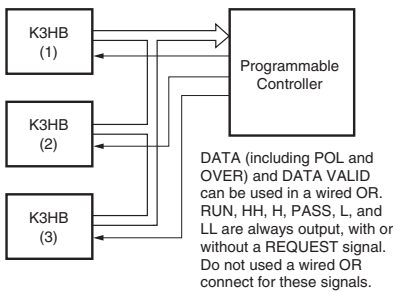 K3HB
(1)
K3HB
(2)
K3HB
(3)
Programmable
Controller
DATA (including POL and
OVER) and DATA VALID
can be used in a wired OR.
RUN, HH, H, PASS, L, and
LL are always output, with or
without a REQUEST signal.
Do not used a wired OR
connect for these signals.